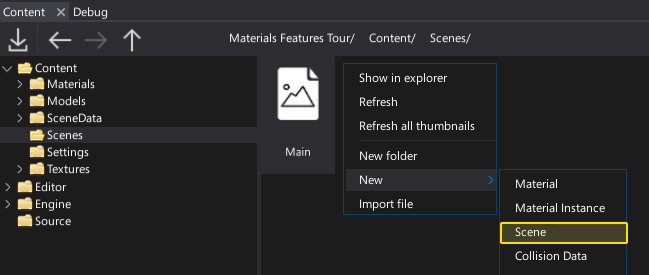 Content × Debug
Materials Features Tour/ Content/ Scenes/
Content
Materials
Models
SceneData
Scenes
Settings
Textures
Editor
Engine
Source
Main
Show in explorer
Refresh
Refresh all thumbnails
New folder
New
Import file
Material
Material Instance
Scene
Collision Data